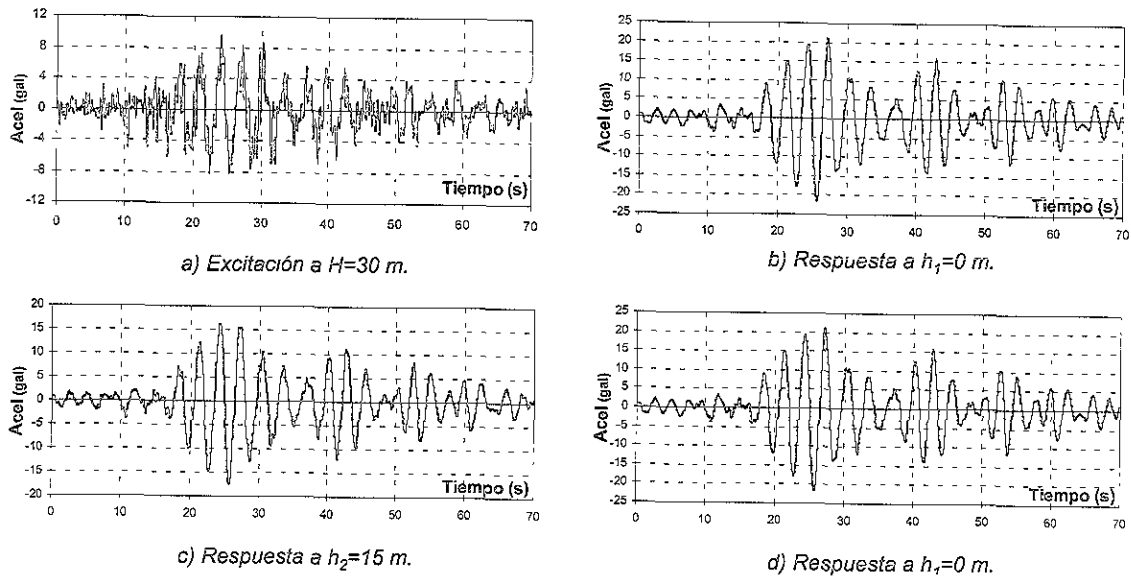 12
8
4
0
-4
-8
-12
Acel (gal)
Tiempo (s)
0 10 20 30 40 50 60 70
a) Excitación a H=30 m.
25
20
15
10
5
0
-5
-10
-15
-20
-25
Acel (gal)
Tiempo (s)
0 10 20 30 40 50 60 70
b) Respuesta a h₁=0 m.
20
15
10
5
0
-5
-10
-15
-20
Acel (gal)
Tiempo (s)
0 10 20 30 40 50 60 70
c) Respuesta a h₂=15 m.
25
20
15
10
5
0
-5
-10
-15
-20
-25
Acel (gal)
Tiempo (s)
0 10 20 30 40 50 60 70
d) Respuesta a h₁=0 m.